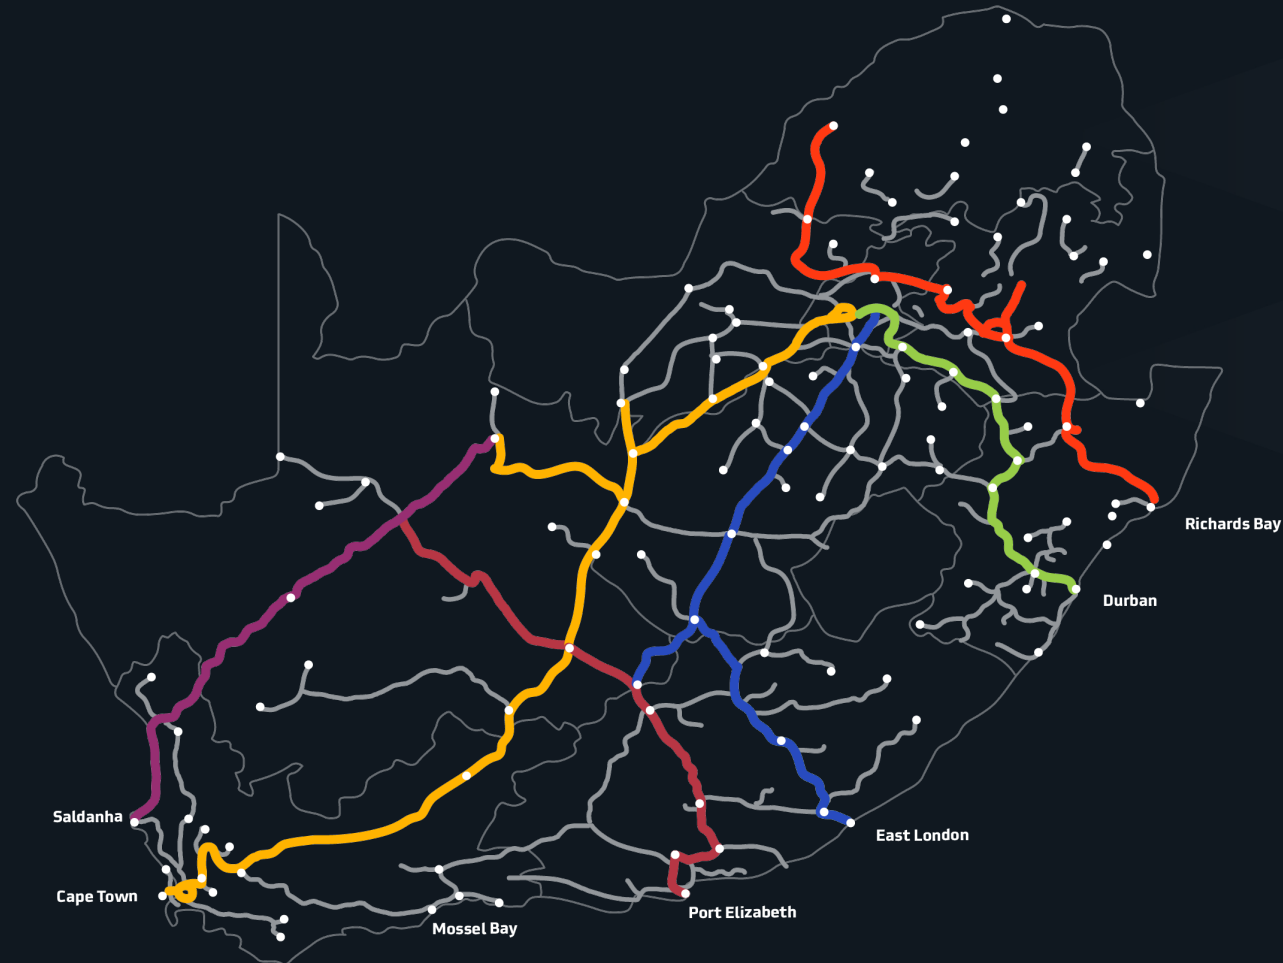 Richards Bay
Durban
Saldanha
East London
Cape Town
Port Elizabeth
Mossel Bay